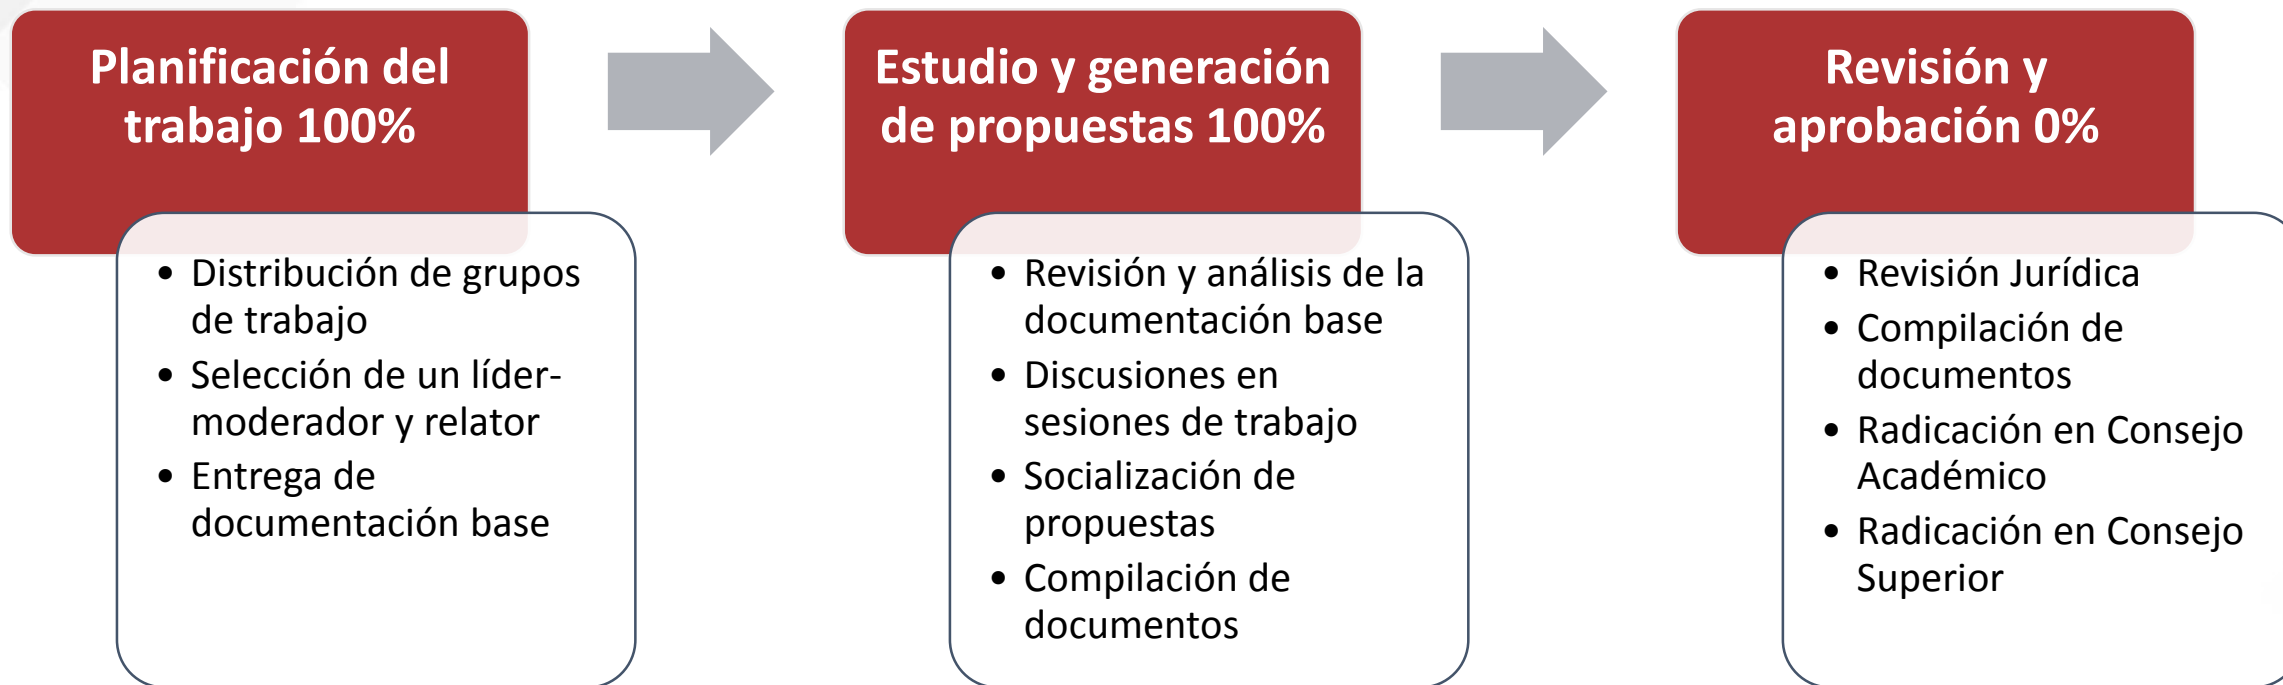 Planificación del
trabajo 100%
• Distribución de grupos
de trabajo
• Selección de un líder-
moderador y relator
• Entrega de
documentación base
Estudio y generación
de propuestas 100%
• Revisión y análisis de la
documentación base
• Discusiones en
sesiones de trabajo
• Socialización de
propuestas
• Compilación de
documentos
Revisión y
aprobación 0%
• Revisión Jurídica
• Compilación de
documentos
• Radicación en Consejo
Académico
• Radicación en Consejo
Superior